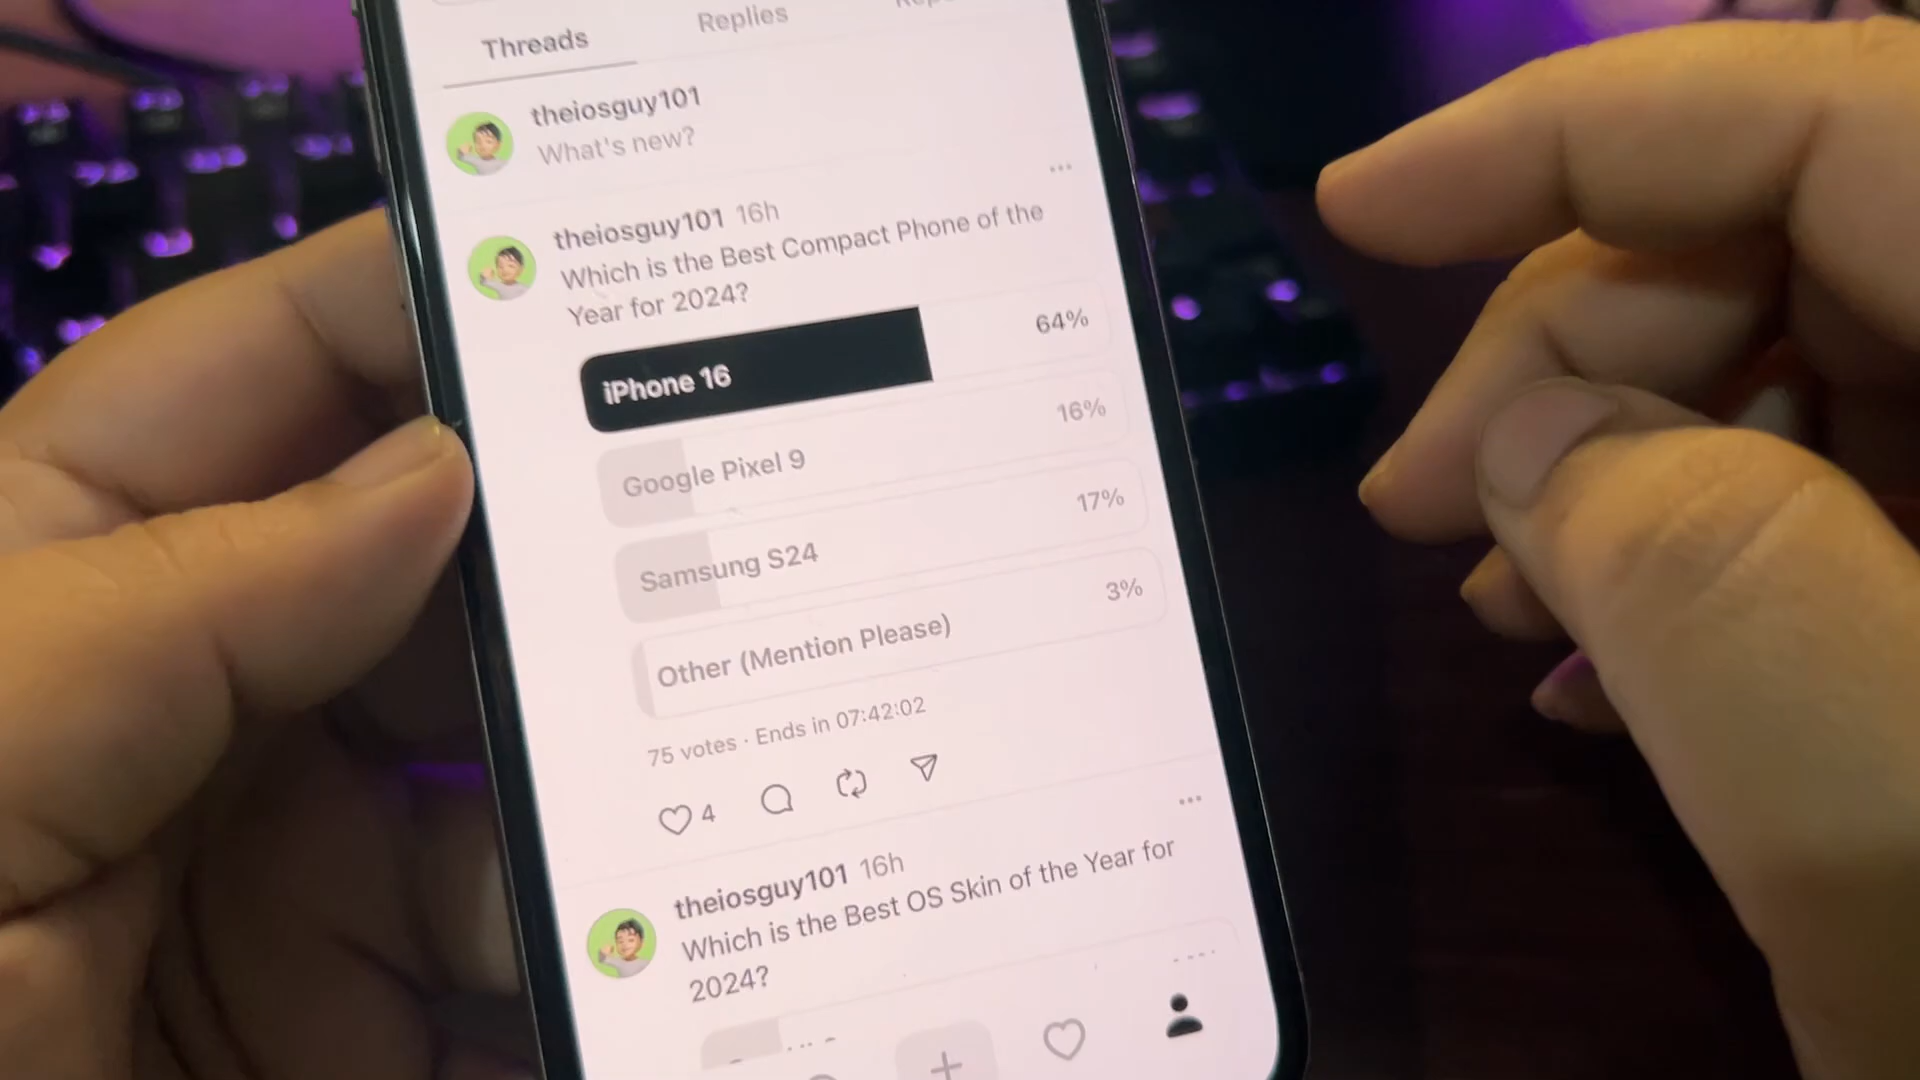 Threads
Replies
theiosguy101
What's new?
theiosguy101 16h
Which is the Best Compact Phone of the
Year for 2024?
iPhone 16
64%
Google Pixel 9
16%
Samsung S24
17%
Other (Mention Please)
3%
75 votes · Ends in 07:42:02
4
theiosguy101 16h
Which is the Best OS Skin of the Year for
2024?